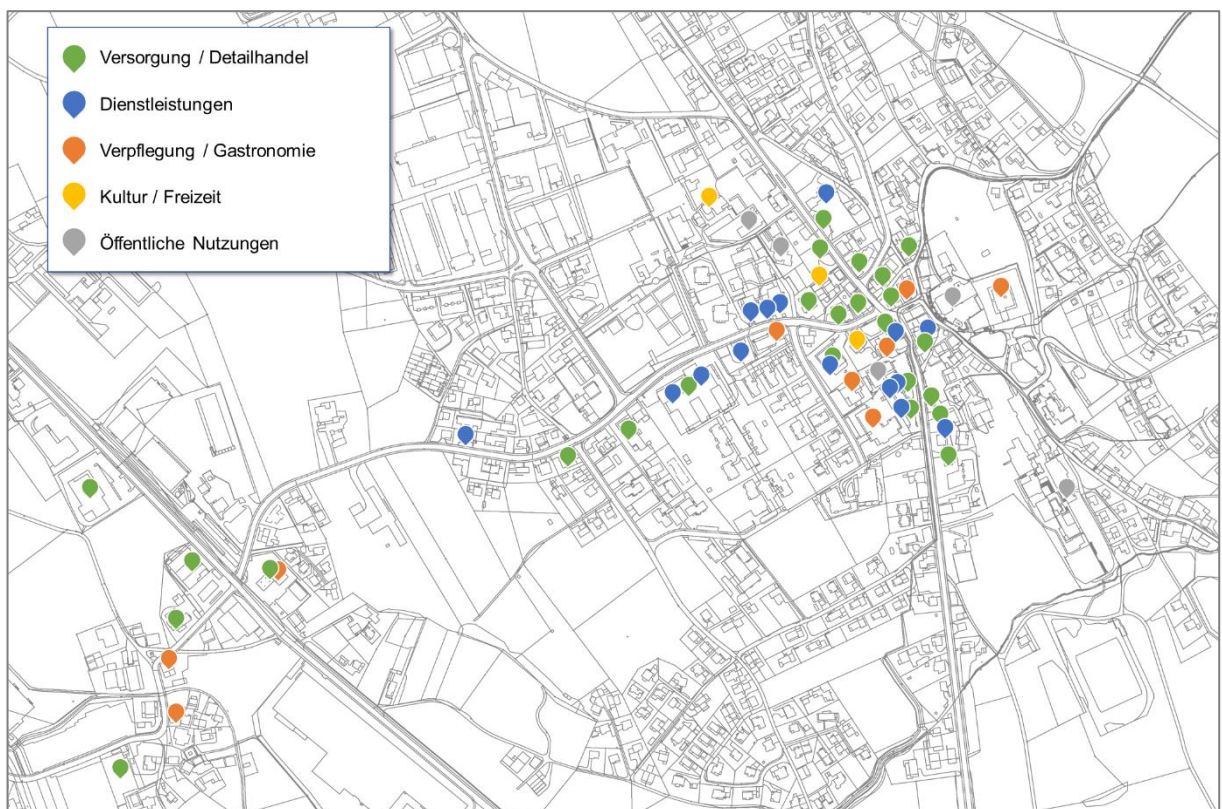 Versorgung / Detailhandel
Dienstleistungen
Verpflegung / Gastronomie
Kultur / Freizeit
Öffentliche Nutzungen